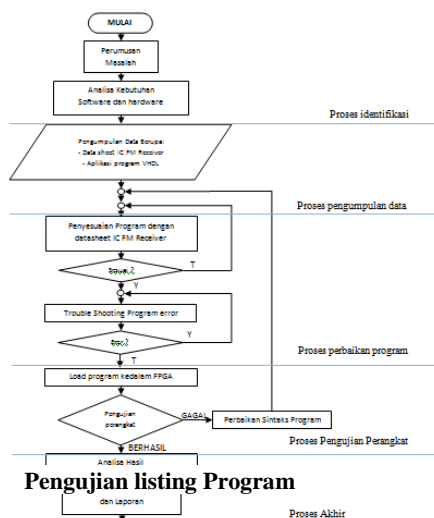 MULAI
Perumusan
Masalah
Analisa Kebutuhan
Software dan hardware
Proses identifikasi
Pengumpulan Data Berupa:
- Data sheet IC FM Receiver
- Aplikasi program VHDL
Proses pengumpulan data
Penyesuaian Program dengan
datasheet IC FM Receiver
T
Y
Trouble Shooting Program error
Y
T
Proses perbaikan program
Load program kedalam FPGA
Pengujian
perangkat
GAGAL
Perbaikan Sintaks Program
BERHASIL
Proses Pengujian Perangkat
Analisa Hasil
Pengujian listing Program
dan Laporan
Proses Akhir